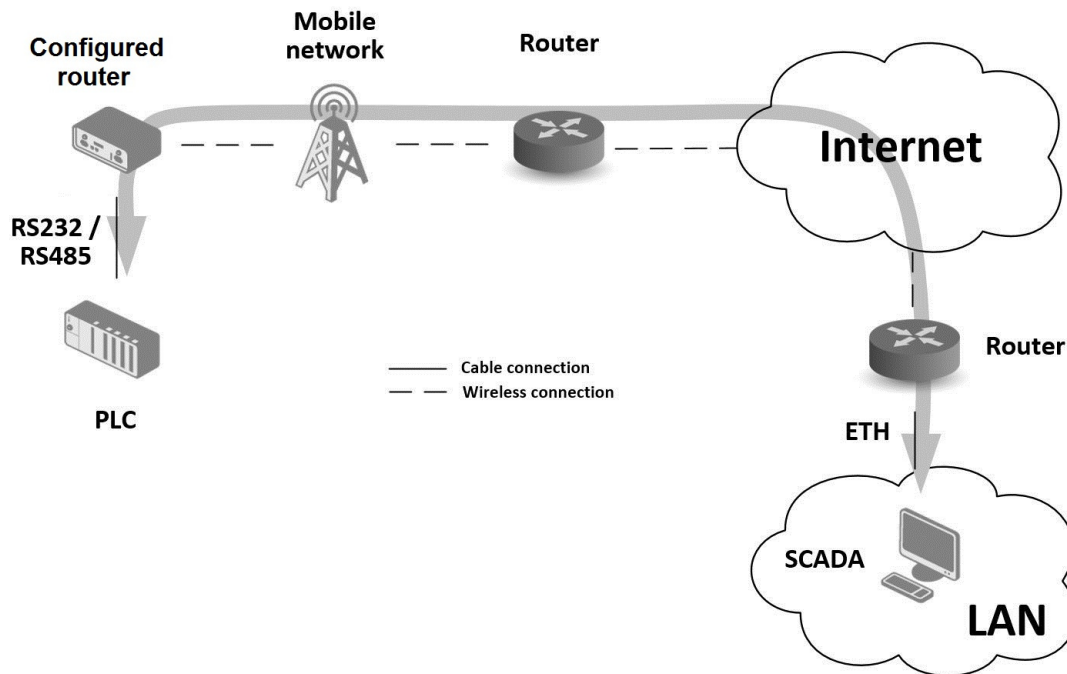 Mobile
network
Router
Configured
router
Internet
RS232 /
RS485
Router
Cable connection
Wireless connection
PLC
ETH
SCADA
LAN